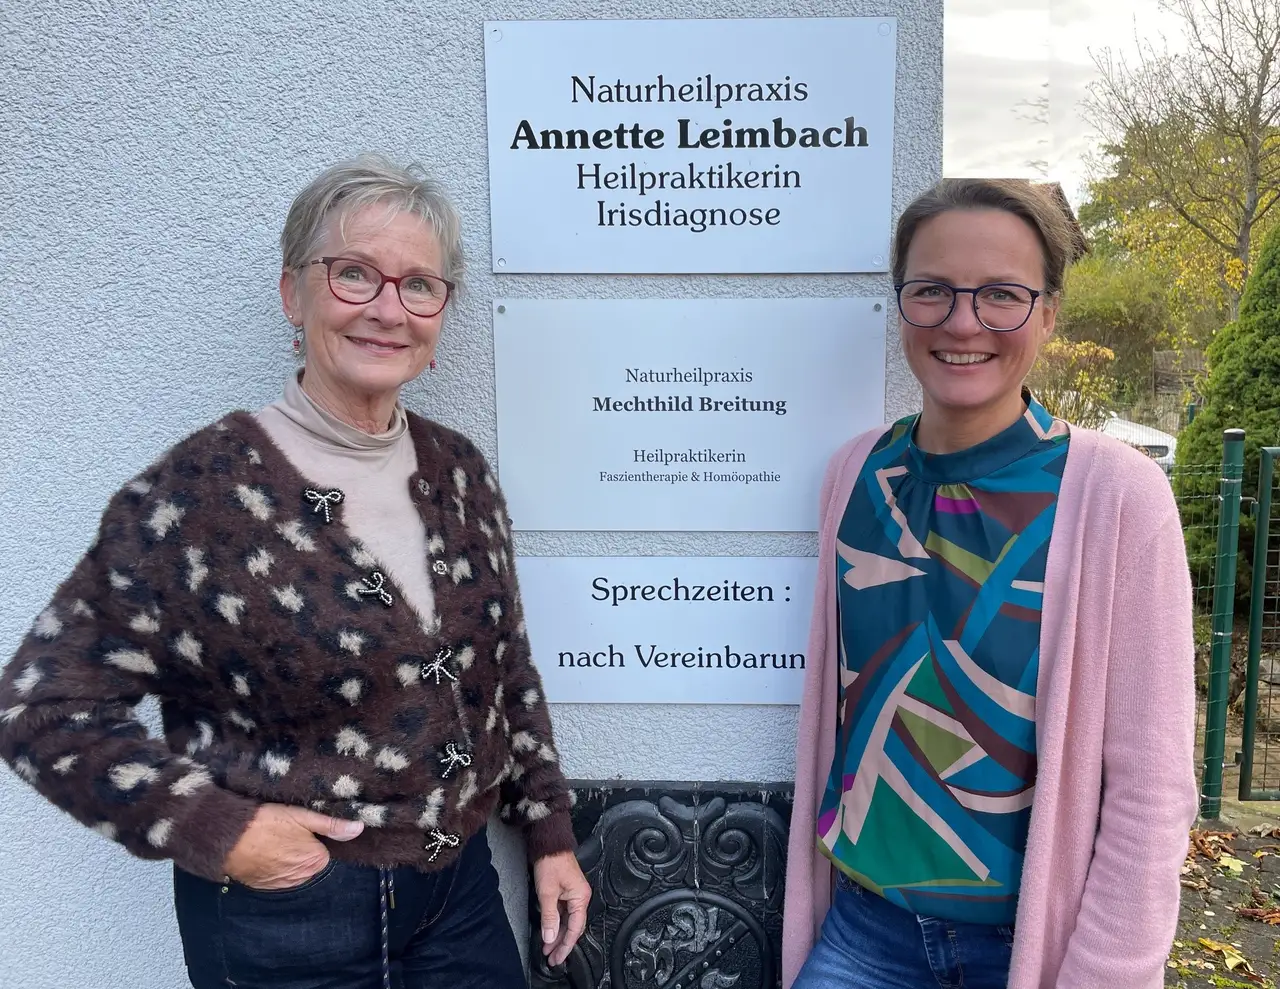 Naturheilpraxis
Annette Leimbach
Heilpraktikerin
Irisdiagnose
Naturheilpraxis
Mechthild Breitung
Heilpraktikerin
Faszientherapie & Homöopathie
Sprechzeiten :
nach Vereinbarun